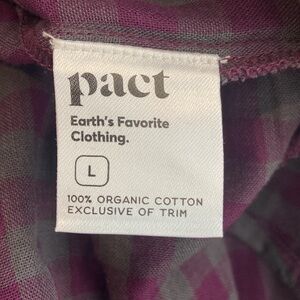 pact
Earth's Favorite
Clothing.
L
100% ORGANIC COTTON
EXCLUSIVE OF TRIM